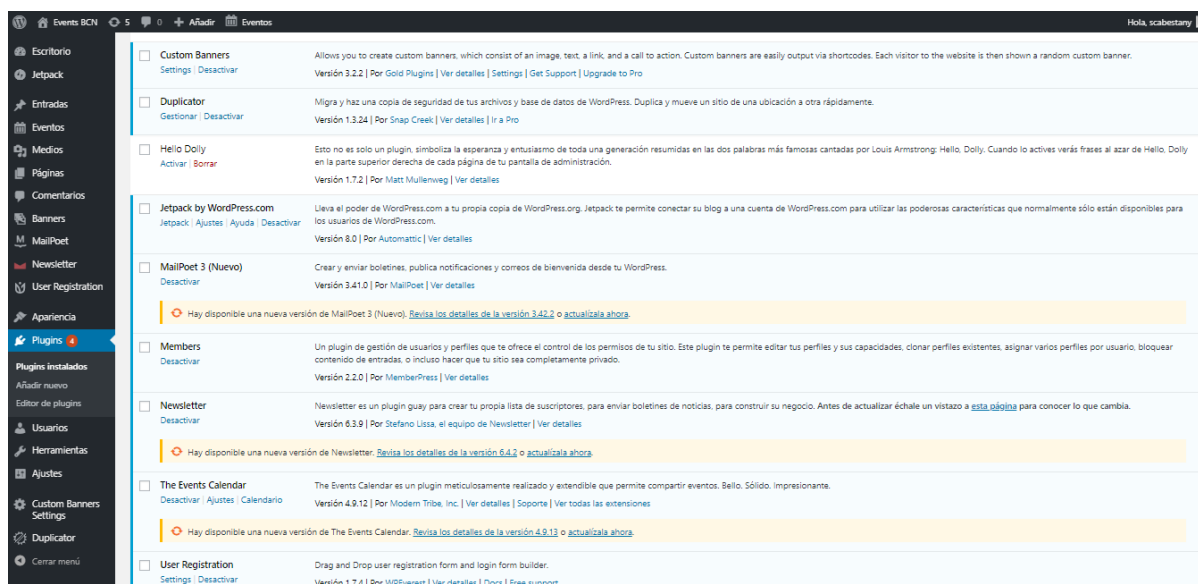 Events BCN 5 0 Añadir Eventos Hola, scabestany
Escritorio
Jetpack
Entradas
Eventos
Medios
Páginas
Comentarios
Banners
MailPoet
Newsletter
User Registration
Apariencia
Plugins 4
Plugins instalados
Añadir nuevo
Editor de plugins
Usuarios
Herramientas
Ajustes
Custom Banners
Settings
Duplicator
Cerrar menú
Custom Banners
Settings | Desactivar
Allows you to create custom banners, which consist of an image, text, a link, and a call to action. Custom banners are easily output via shortcodes. Each visitor to the website is then shown a random custom banner.
Versión 3.2.2 | Por Gold Plugins | Ver detalles | Settings | Get Support | Upgrade to Pro
Duplicator
Gestionar | Desactivar
Migra y haz una copia de seguridad de tus archivos y base de datos de WordPress. Duplica y mueve un sitio de una ubicación a otra rápidamente.
Versión 1.3.24 | Por Snap Creek | Ver detalles | Ir a Pro
Hello Dolly
Activar | Borrar
Esto no es solo un plugin, simboliza la esperanza y entusiasmo de toda una generación resumidas en las dos palabras más famosas cantadas por Louis Armstrong: Hello, Dolly. Cuando lo actives verás frases al azar de Hello, Dolly
en la parte superior derecha de cada página de tu pantalla de administración.
Versión 1.7.2 | Por Matt Mullenweg | Ver detalles
Jetpack by WordPress.com
Jetpack | Ajustes | Ayuda | Desactivar
Lleva el poder de WordPress.com a tu propia copia de WordPress.org. Jetpack te permite conectar su blog a una cuenta de WordPress.com para utilizar las poderosas características que normalmente sólo están disponibles para
los usuarios de WordPress.com.
Versión 8.0 | Por Automattic | Ver detalles
MailPoet 3 (Nuevo)
Desactivar
Crear y enviar boletines, publica notificaciones y correos de bienvenida desde tu WordPress.
Versión 3.41.0 | Por MailPoet | Ver detalles
Hay disponible una nueva versión de MailPoet 3 (Nuevo). Revisa los detalles de la versión 3.42.2 o actualízala ahora.
Members
Desactivar
Un plugin de gestión de usuarios y perfiles que te ofrece el control de los permisos de tu sitio. Este plugin te permite editar tus perfiles y sus capacidades, clonar perfiles existentes, asignar varios perfiles por usuario, bloquear
contenido de entradas, o incluso hacer que tu sitio sea completamente privado.
Versión 2.2.0 | Por MemberPress | Ver detalles
Newsletter
Desactivar
Newsletter es un plugin guay para crear tu propia lista de suscriptores, para enviar boletines de noticias, para construir su negocio. Antes de actualizar échale un vistazo a esta página para conocer lo que cambia.
Versión 6.3.9 | Por Stefano Lissa, el equipo de Newsletter | Ver detalles
Hay disponible una nueva versión de Newsletter. Revisa los detalles de la versión 6.4.2 o actualízala ahora.
The Events Calendar
Desactivar | Ajustes | Calendario
The Events Calendar es un plugin meticulosamente realizado y extendible que permite compartir eventos. Bello. Sólido. Impresionante.
Versión 4.9.12 | Por Modern Tribe, Inc. | Ver detalles | Soporte | Ver todas las extensiones
Hay disponible una nueva versión de The Events Calendar. Revisa los detalles de la versión 4.9.13 o actualízala ahora.
User Registration
Settings | Desactivar
Drag and Drop user registration form and login form builder.
Versión 1.7.4 | Por WPEverest | Ver detalles | Docs | Free support